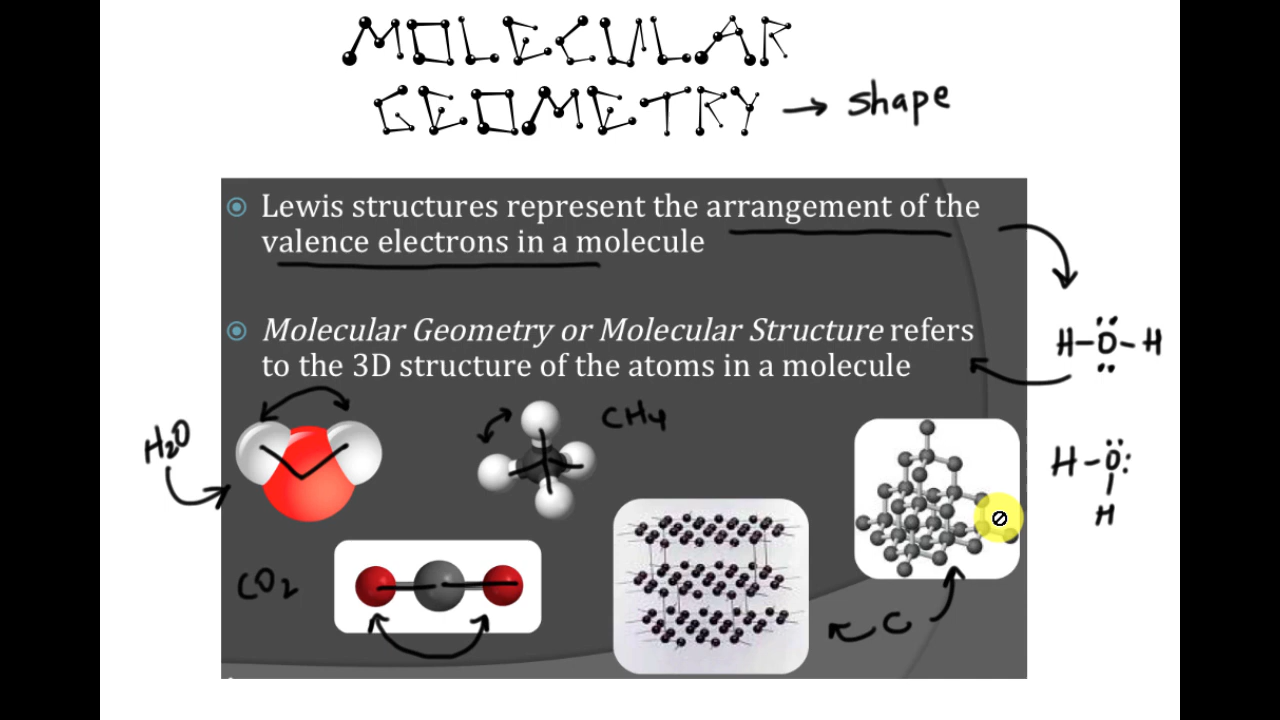 MOLECULAR
GEOMETRY → shape
Lewis structures represent the arrangement of the
valence electrons in a molecule
Molecular Geometry or Molecular Structure refers
to the 3D structure of the atoms in a molecule
H-O-H
H2O
CH4
H-O:
H
CO2
C